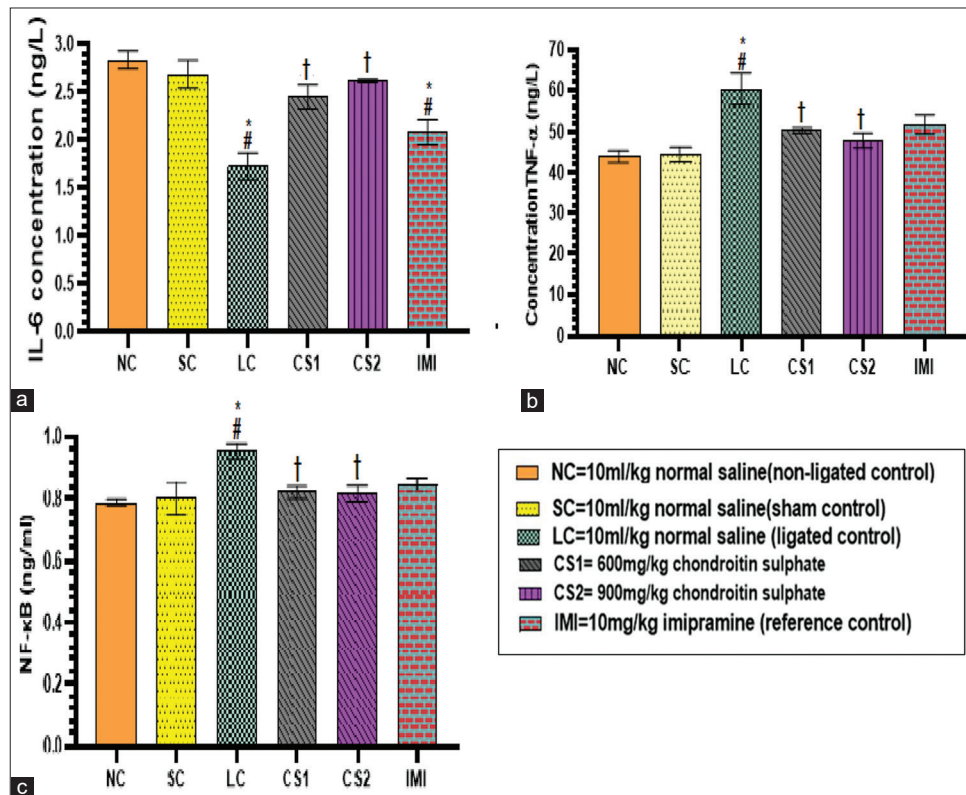 IL-6 concentration (ng/L)
3.0
2.5
2.0
1.5
1.0
0.5
0.0
*
#
†
†
*
#
NC SC LC CS1 CS2 IMI
a
ConcentrationTNF-α (ng/L)
70
60
50
40
30
20
10
0
*
#
†
†
NC SC LC CS1 CS2 IMI
b
NF-κB (ng/ml)
1.0
0.8
0.6
0.4
0.2
0.0
*
#
†
†
NC SC LC CS1 CS2 IMI
c
NC=10ml/kg normal saline(non-ligated control)
SC=10ml/kg normal saline(sham control)
LC=10ml/kg normal saline (ligated control)
CS1= 600mg/kg chondroitin sulphate
CS2= 900mg/kg chondroitin sulphate
IMI=10mg/kg imipramine (reference control)